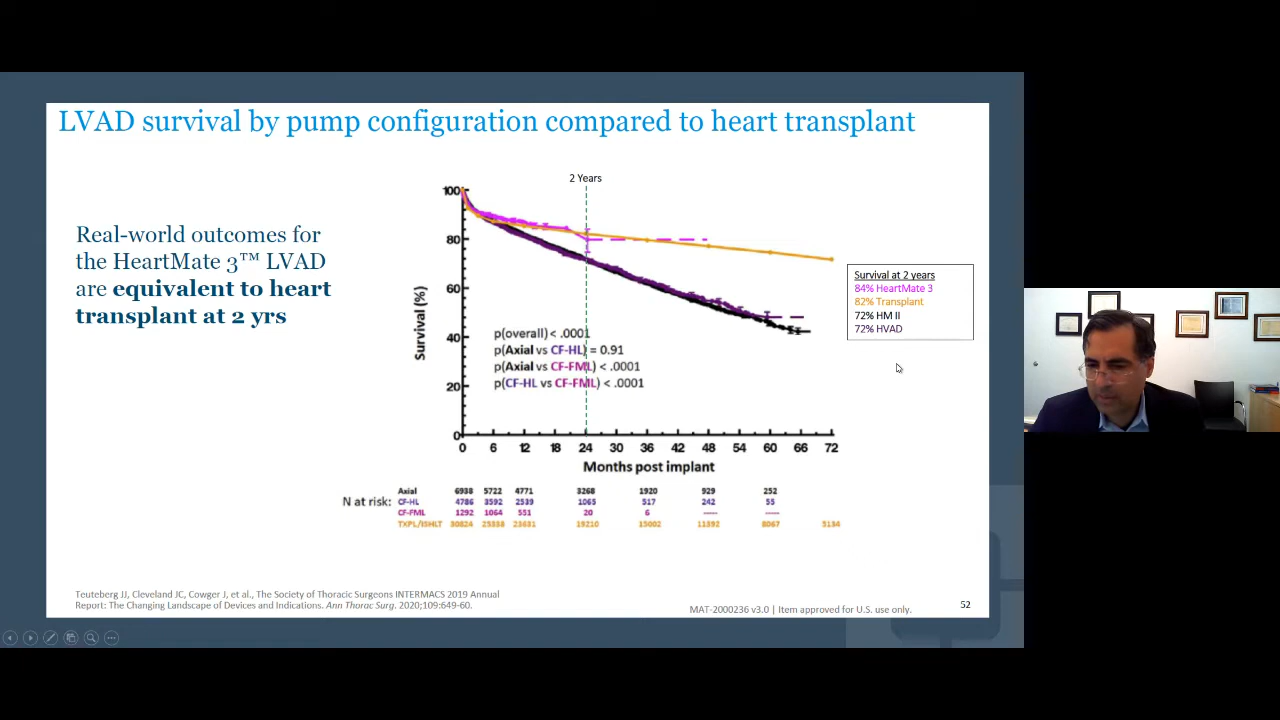 LVAD survival by pump configuration compared to heart transplant
Real-world outcomes for
the HeartMate 3™ LVAD
are equivalent to heart
transplant at 2 yrs
2 Years
100
80
60
40
20
0
Survival (%)
p(overall) < .0001
p(Axial vs CF-HL) = 0.91
p(Axial vs CF-FML) < .0001
p(CF-HL vs CF-FML) < .0001
0 6 12 18 24 30 36 42 48 54 60 66 72
Months post implant
Survival at 2 years
84% HeartMate 3
82% Transplant
72% HM II
72% HVAD
N at risk:
Axial 6938 5722 4771 3268 1920 929 252
CF-HL 4786 3592 2539 1065 517 242 55
CF-FML 1292 1064 551 20 6 ---- ----
TXPL/ISHLT 30824 25358 23631 19210 15002 11392 8067 5134
Teuteberg JJ, Cleveland JC, Cowger J, et al., The Society of Thoracic Surgeons INTERMACS 2019 Annual
Report: The Changing Landscape of Devices and Indications. Ann Thorac Surg. 2020;109:649-60.
MAT-2000236 v3.0 | Item approved for U.S. use only.
52